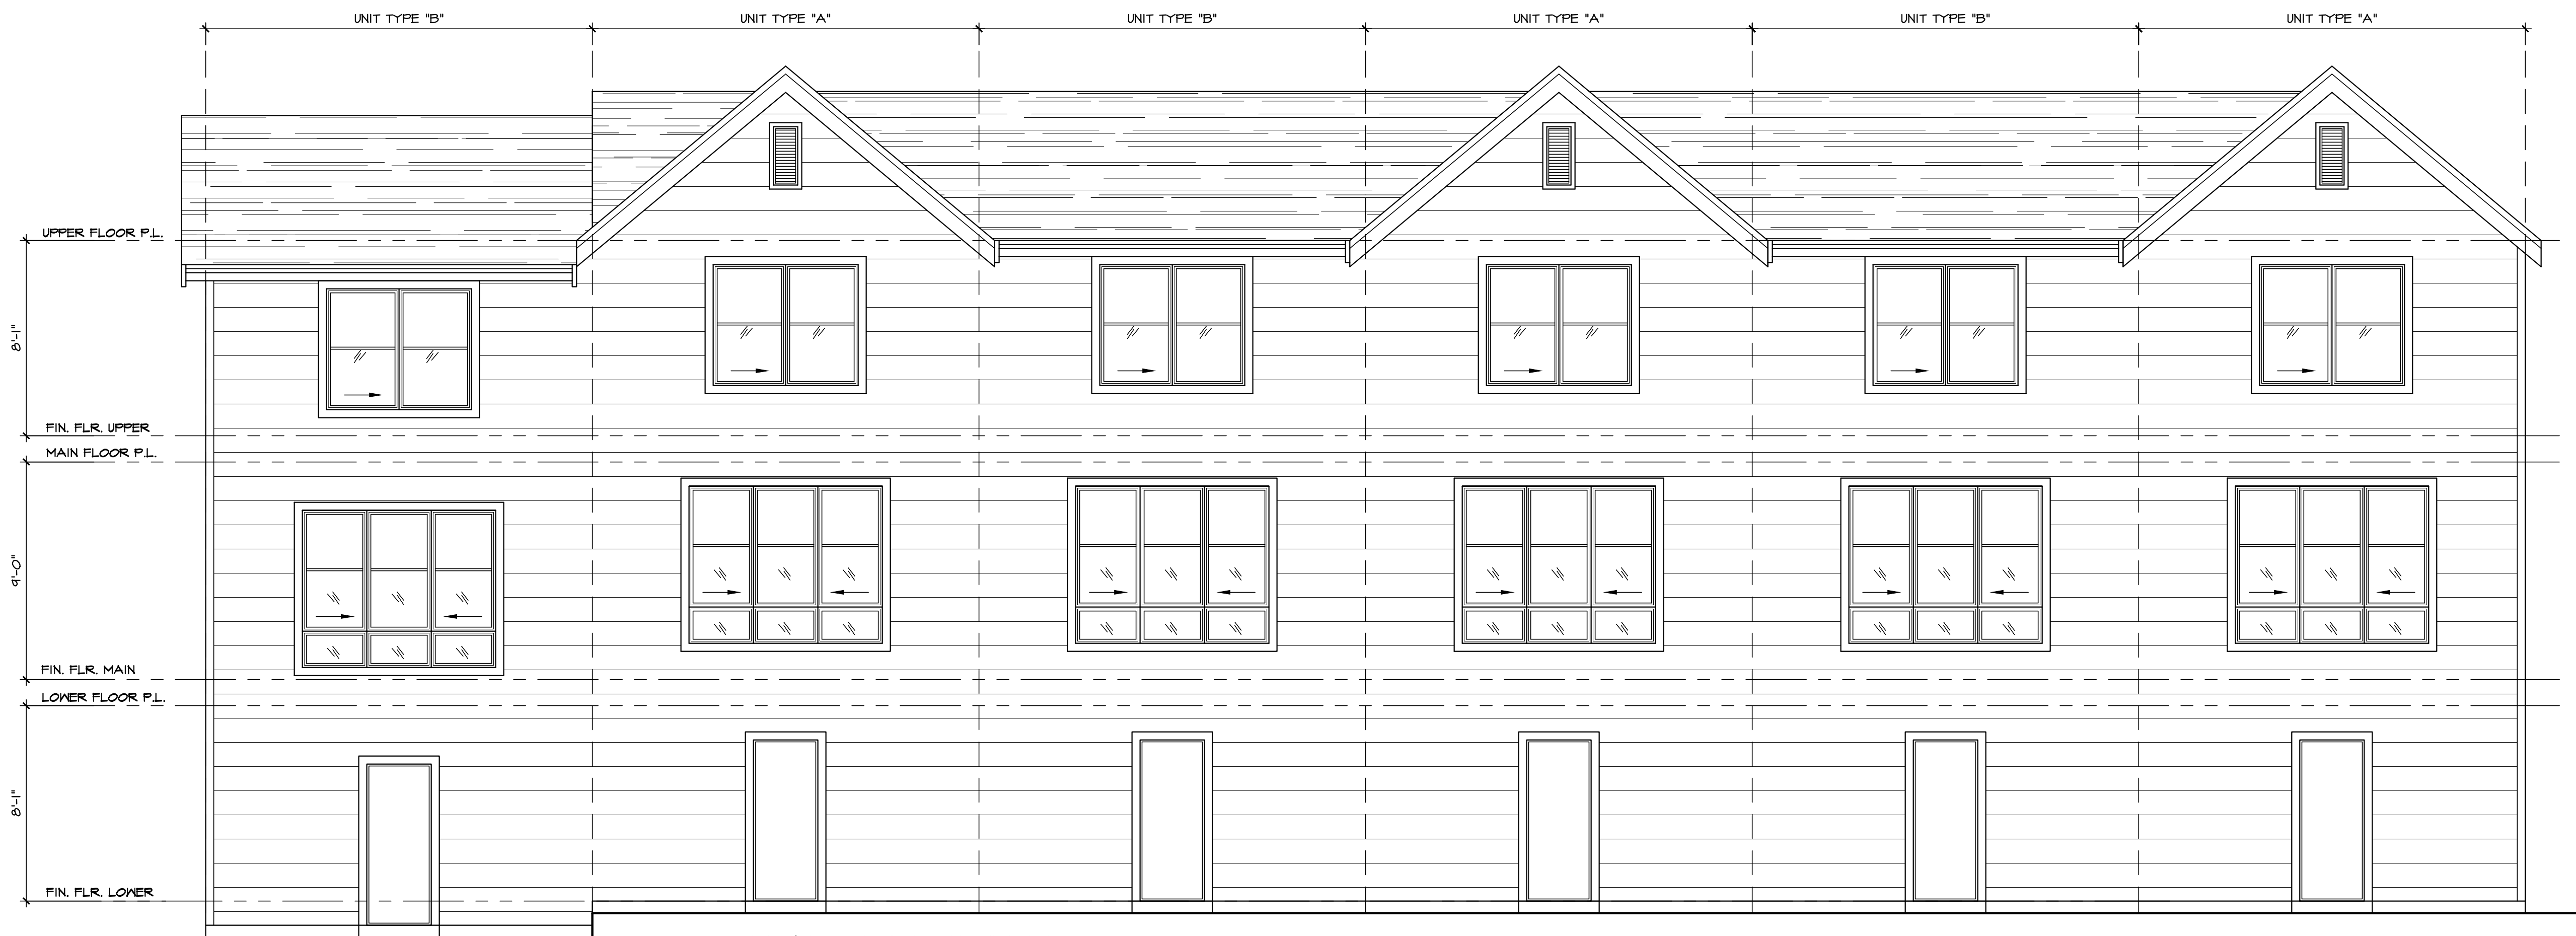 UNIT TYPE "B"
UNIT TYPE "A"
UNIT TYPE "B"
UNIT TYPE "A"
UNIT TYPE "B"
UNIT TYPE "A"
UPPER FLOOR P.L.
8'-1"
FIN. FLR. UPPER
MAIN FLOOR P.L.
9'-0"
FIN. FLR. MAIN
LOWER FLOOR P.L.
8'-1"
FIN. FLR. LOWER